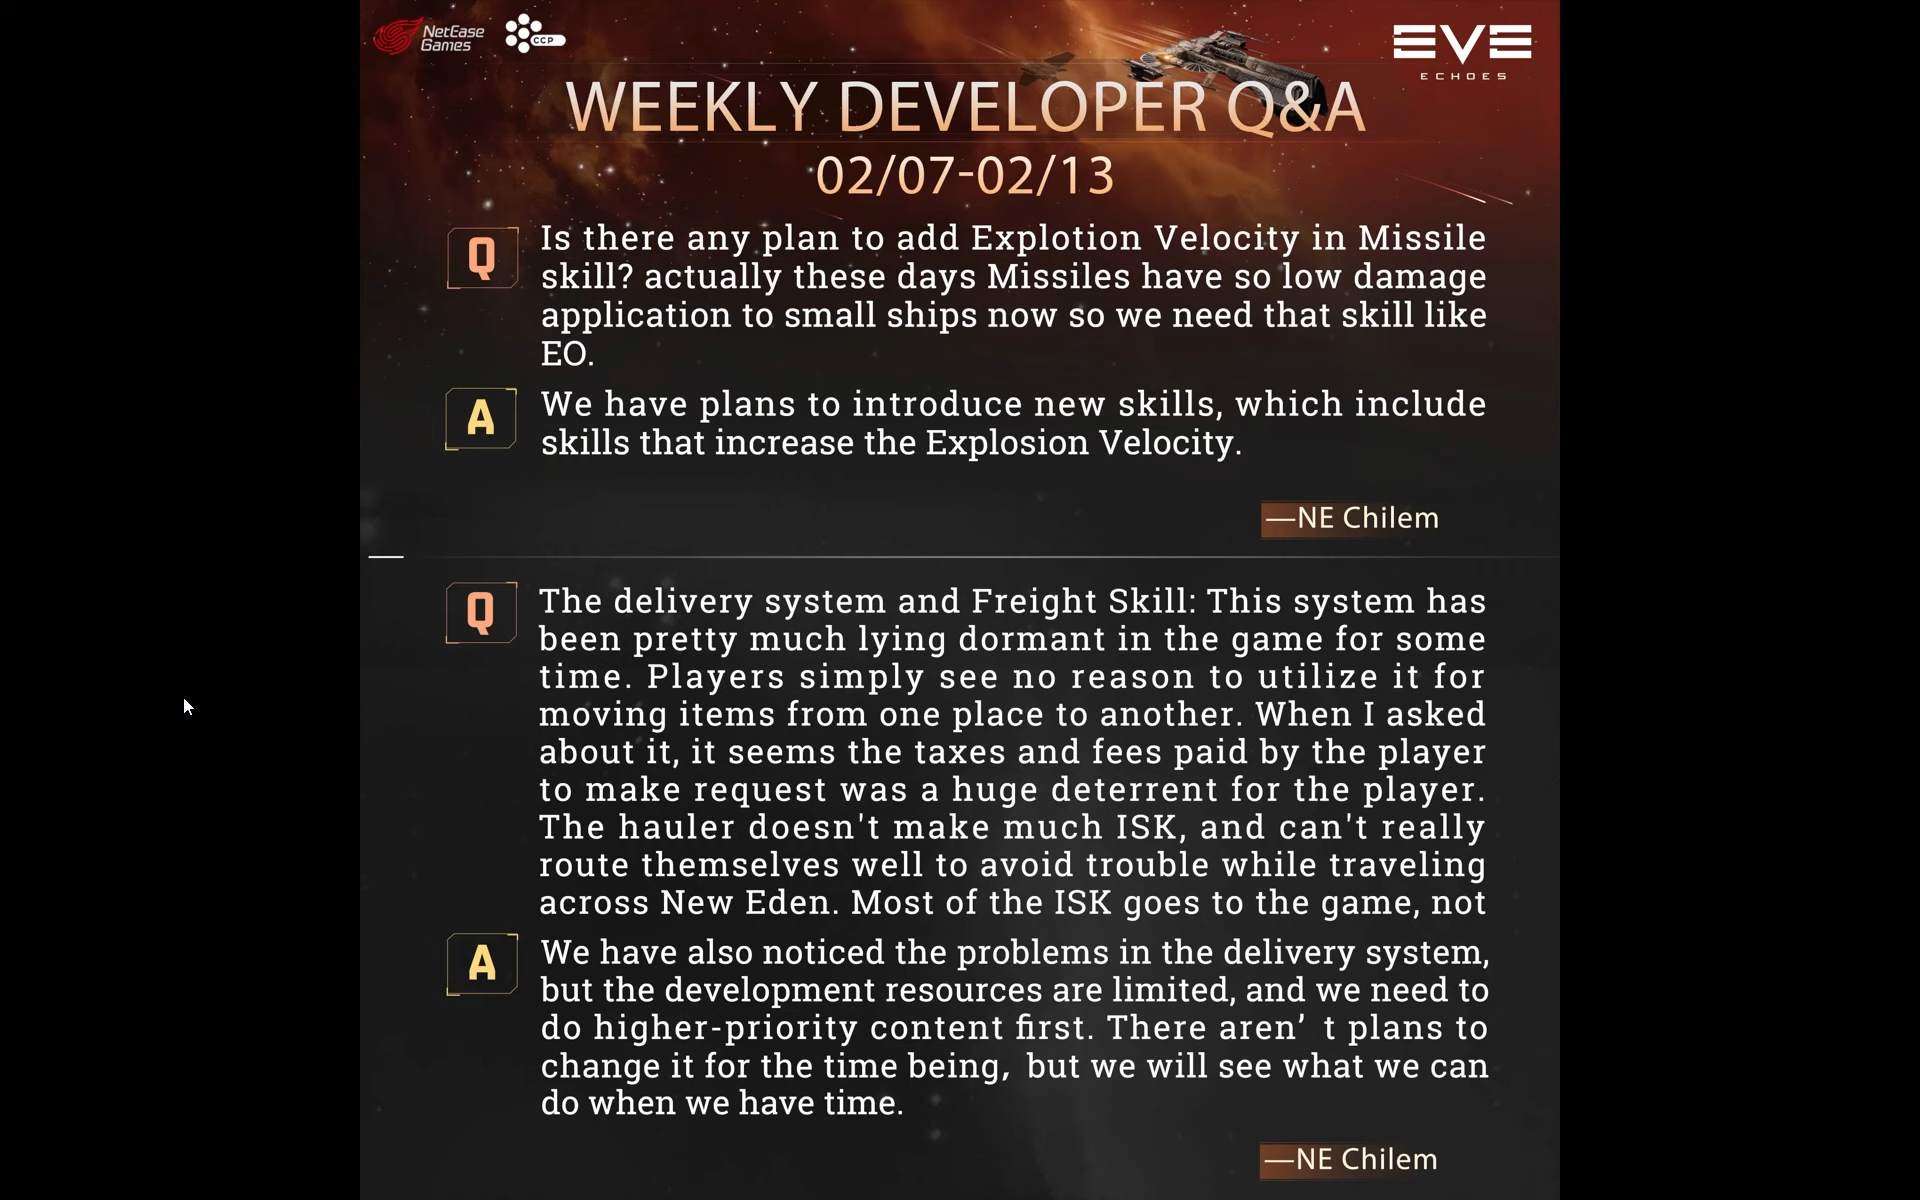 NetEase
Games
CCP
EVE
ECHOES
WEEKLY DEVELOPER Q&A
02/07-02/13
Q
Is there any plan to add Explotion Velocity in Missile
skill? actually these days Missiles have so low damage
application to small ships now so we need that skill like
EO.
A
We have plans to introduce new skills, which include
skills that increase the Explosion Velocity.
—NE Chilem
Q
The delivery system and Freight Skill: This system has
been pretty much lying dormant in the game for some
time. Players simply see no reason to utilize it for
moving items from one place to another. When I asked
about it, it seems the taxes and fees paid by the player
to make request was a huge deterrent for the player.
The hauler doesn't make much ISK, and can't really
route themselves well to avoid trouble while traveling
across New Eden. Most of the ISK goes to the game, not
A
We have also noticed the problems in the delivery system,
but the development resources are limited, and we need to
do higher-priority content first. There aren’ t plans to
change it for the time being, but we will see what we can
do when we have time.
—NE Chilem